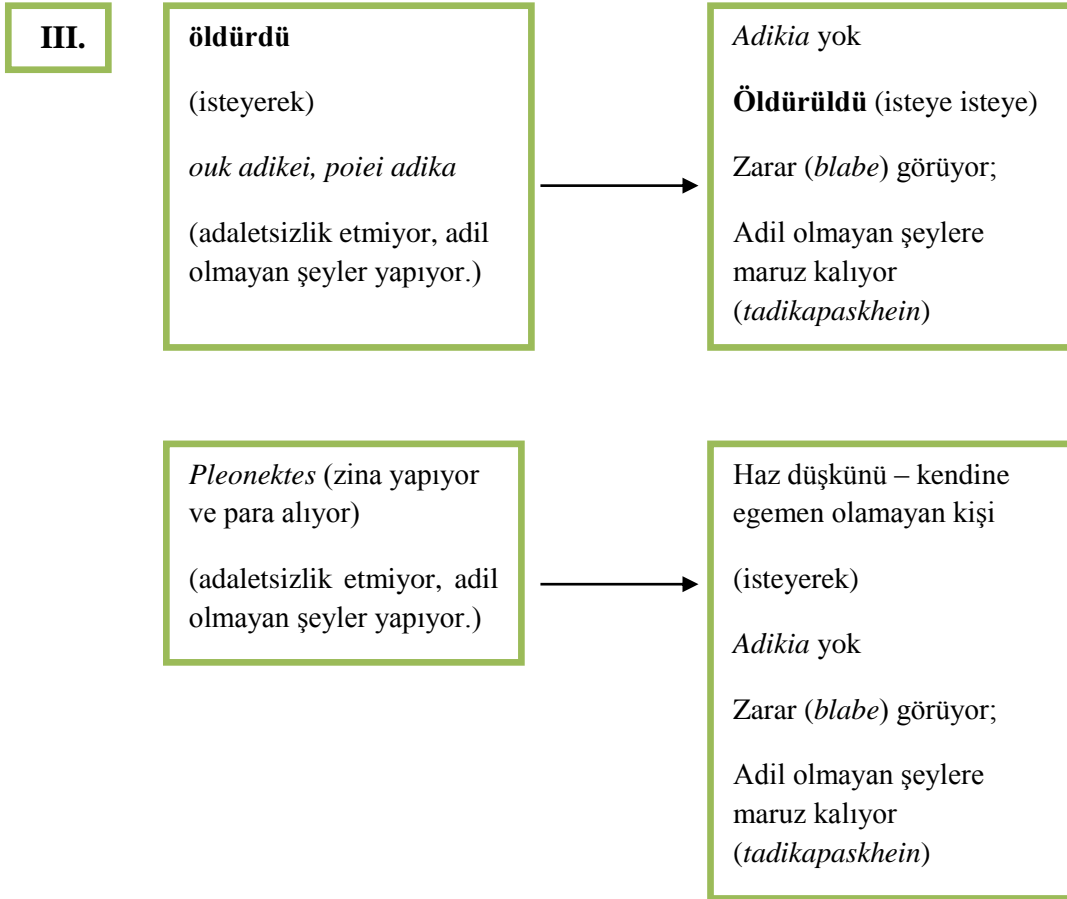 III.
öldürdü
(isteyerek)
ouk adikei, poiei adika
(adaletsizlik etmiyor, adil
olmayan şeyler yapıyor.)
Adikia yok
Öldürüldü (isteye isteye)
Zarar (blabe) görüyor;
Adil olmayan şeylere
maruz kalıyor
(tadikapaskhein)
Pleonektes (zina yapıyor
ve para alıyor)
(adaletsizlik etmiyor, adil
olmayan şeyler yapıyor.)
Haz düşkünü – kendine
egemen olamayan kişi
(isteyerek)
Adikia yok
Zarar (blabe) görüyor;
Adil olmayan şeylere
maruz kalıyor
(tadikapaskhein)